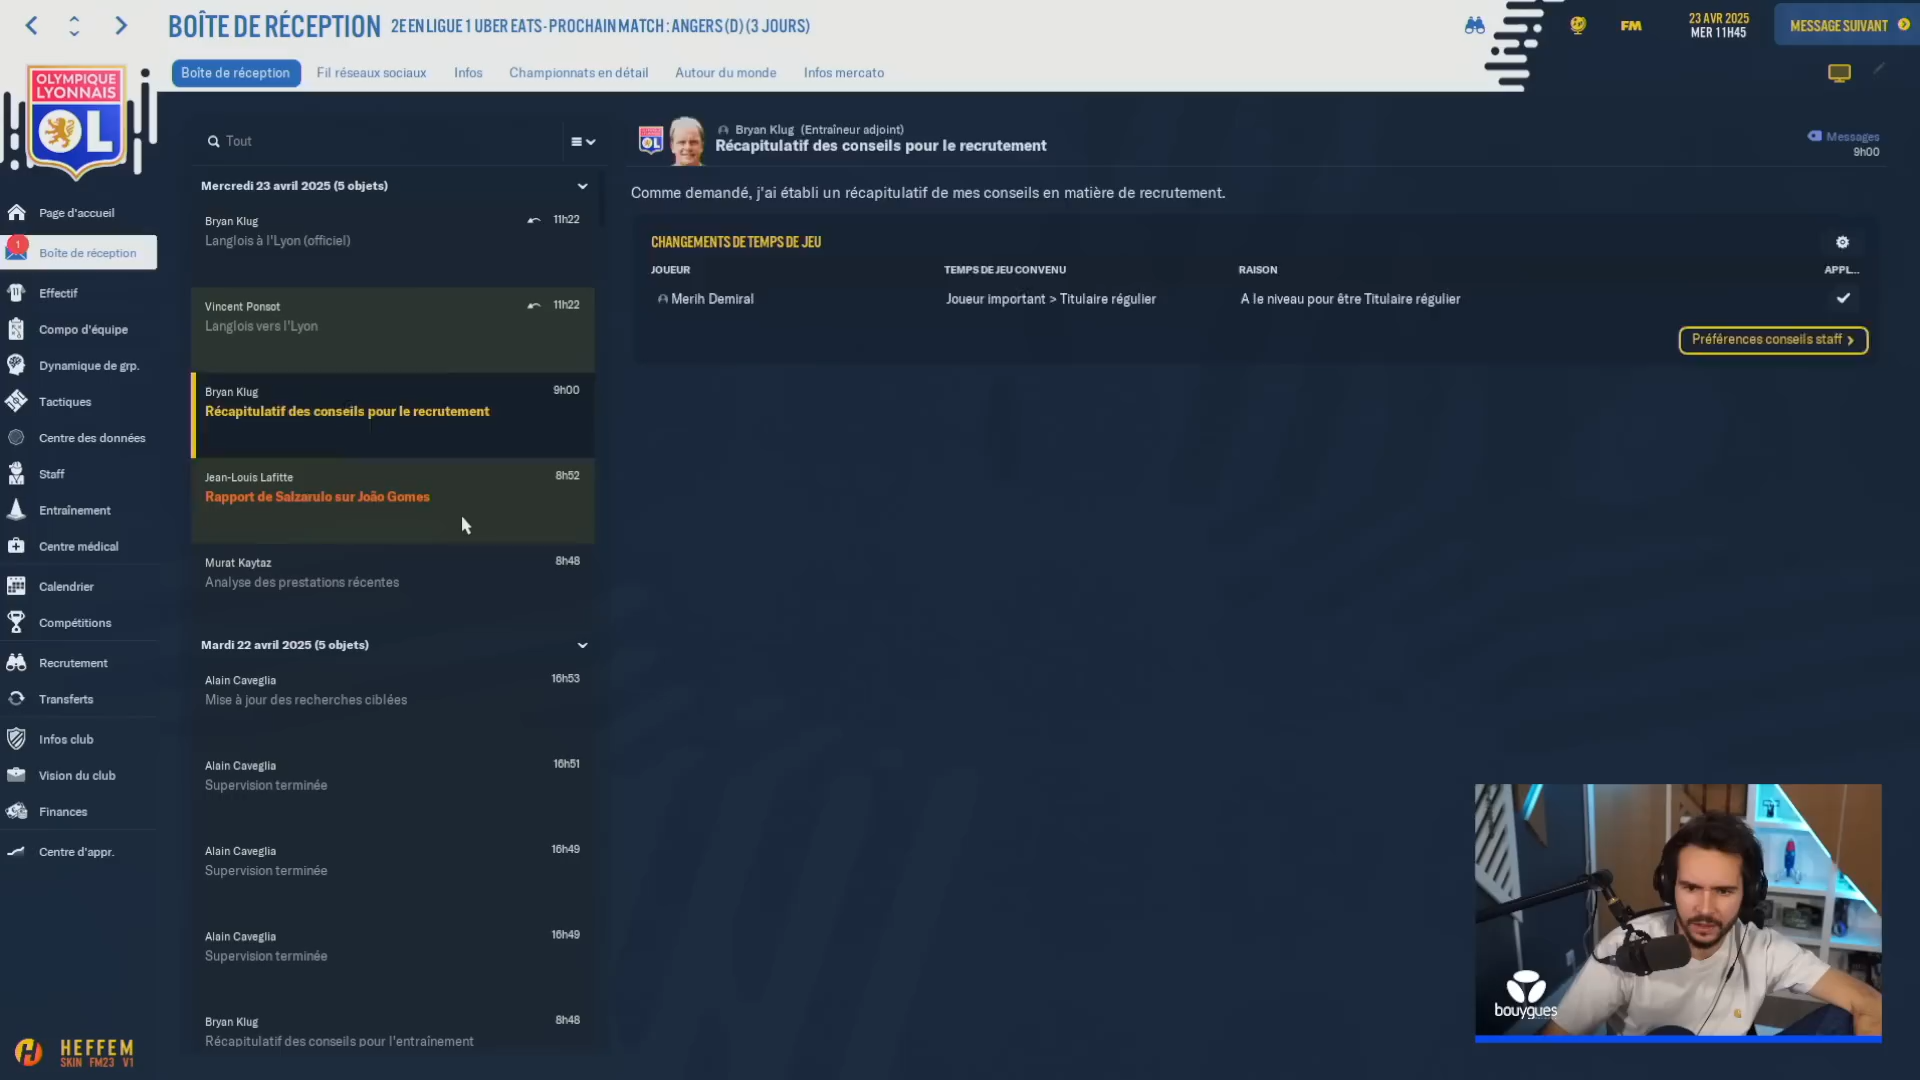 BOÎTE DE RÉCEPTION
2E EN LIGUE 1 UBER EATS - PROCHAIN MATCH : ANGERS (D) (3 JOURS)
FM
23 AVR 2025
MER 11H45
MESSAGE SUIVANT
Boîte de réception
Fil réseaux sociaux
Infos
Championnats en détail
Autour du monde
Infos mercato
OLYMPIQUE
LYONNAIS
OL
Page d'accueil
1
Boîte de réception
Effectif
Compo d'équipe
Dynamique de grp.
Tactiques
Centre des données
Staff
Entraînement
Centre médical
Calendrier
Compétitions
Recrutement
Transferts
Infos club
Vision du club
Finances
Centre d'appr.
HEFFEM
SKIN FM23 V1
Tout
Mercredi 23 avril 2025 (5 objets)
Bryan Klug
11h22
Langlois à l'Lyon (officiel)
Vincent Ponsot
11h22
Langlois vers l'Lyon
Bryan Klug
9h00
Récapitulatif des conseils pour le recrutement
Jean-Louis Lafitte
8h52
Rapport de Salzarulo sur João Gomes
Murat Kaytaz
8h48
Analyse des prestations récentes
Mardi 22 avril 2025 (5 objets)
Alain Caveglia
16h53
Mise à jour des recherches ciblées
Alain Caveglia
16h51
Supervision terminée
Alain Caveglia
16h49
Supervision terminée
Alain Caveglia
16h49
Supervision terminée
Bryan Klug
8h48
Récapitulatif des conseils pour l'entraînement
Bryan Klug (Entraîneur adjoint)
Récapitulatif des conseils pour le recrutement
Messages
9h00
Comme demandé, j'ai établi un récapitulatif de mes conseils en matière de recrutement.
CHANGEMENTS DE TEMPS DE JEU
JOUEUR
TEMPS DE JEU CONVENU
RAISON
APPL...
Merih Demiral
Joueur important > Titulaire régulier
A le niveau pour être Titulaire régulier
Préférences conseils staff
bouygues